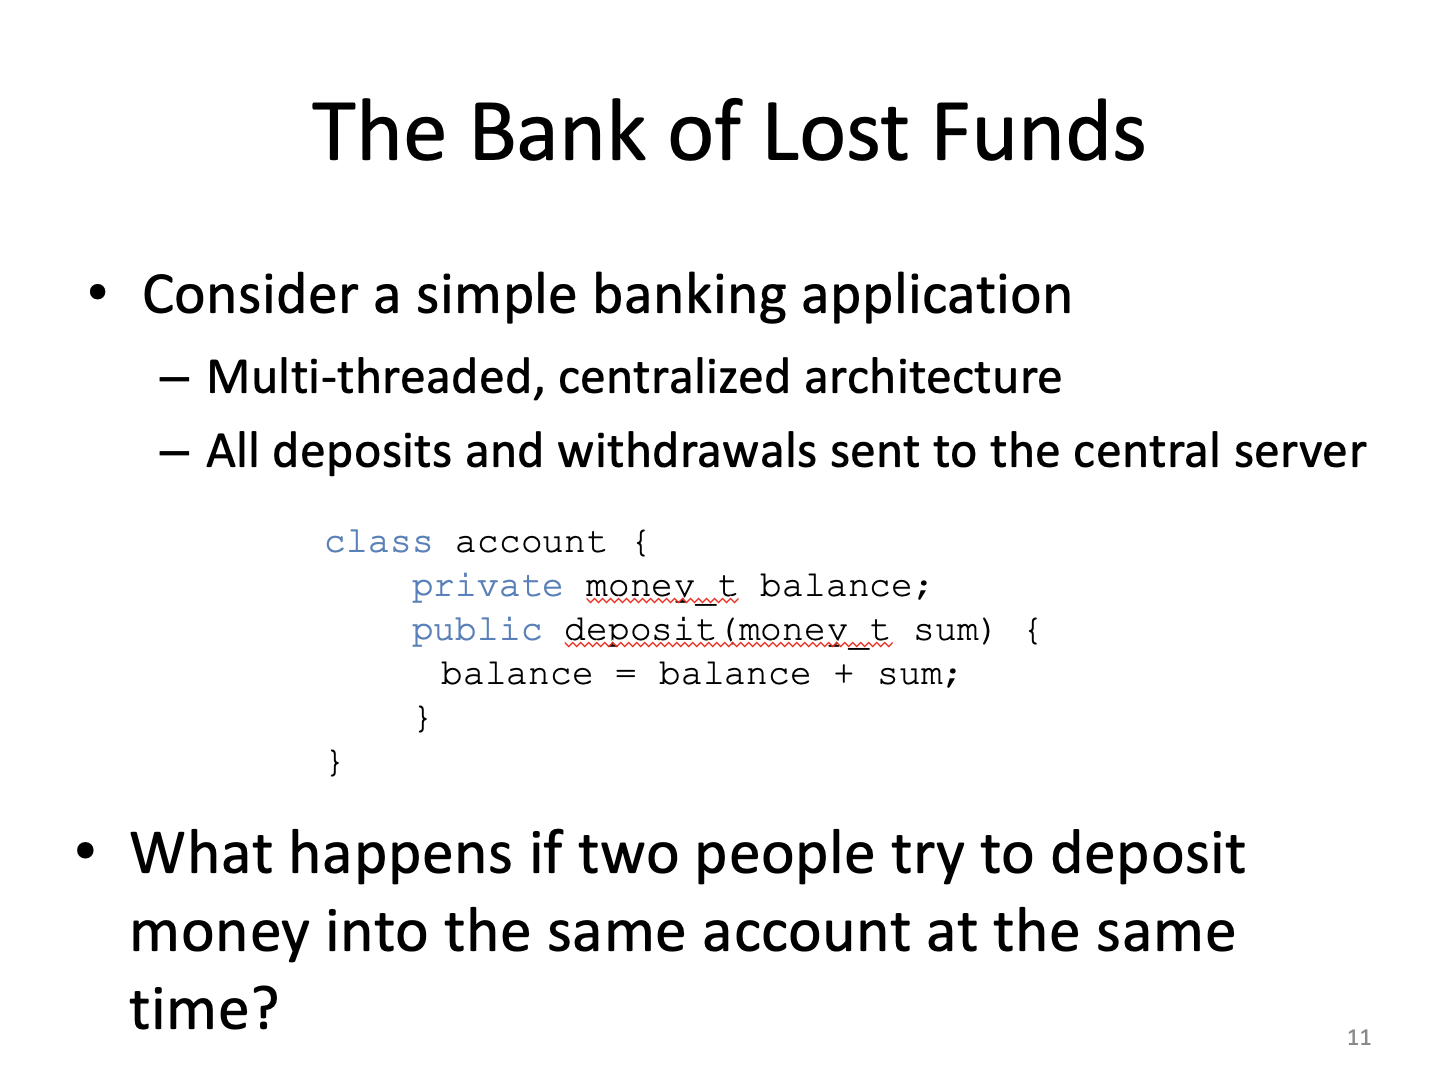 The Bank of Lost Funds
• Consider a simple banking application
– Multi-threaded, centralized architecture
– All deposits and withdrawals sent to the central server
class account {
private money_t balance;
public deposit(money_t sum) {
balance = balance + sum;
}
}
• What happens if two people try to deposit
money into the same account at the same
time?
11